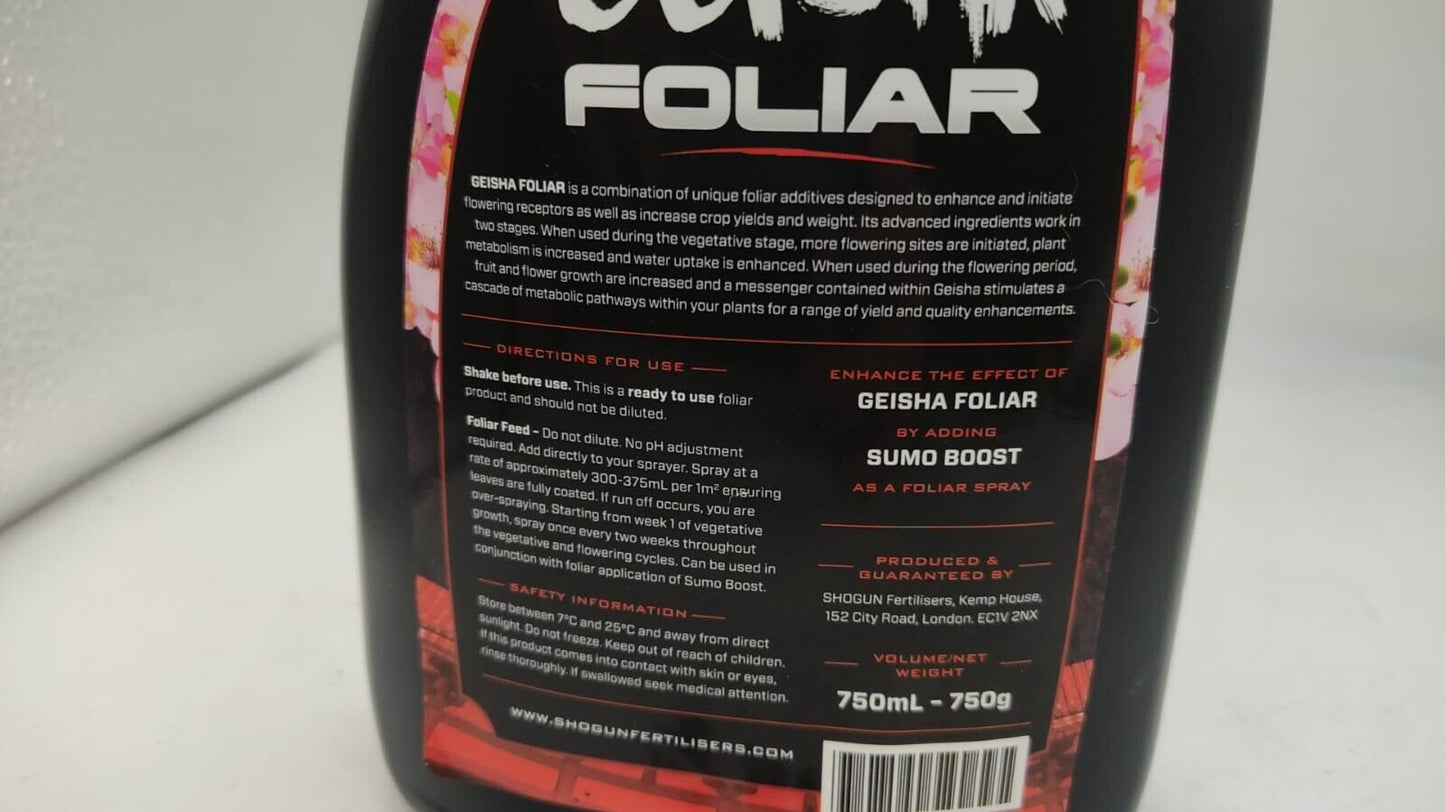 FOLIAR
GEISHA FOLIAR is a combination of unique foliar additives designed to enhance and initiate
flowering receptors as well as increase crop yields and weight. Its advanced ingredients work in
two stages. When used during the vegetative stage, more flowering sites are initiated, plant
metabolism is increased and water uptake is enhanced. When used during the flowering period,
fruit and flower growth are increased and a messenger contained within Geisha stimulates a
cascade of metabolic pathways within your plants for a range of yield and quality enhancements.
DIRECTIONS FOR USE
Shake before use. This is a ready to use foliar
product and should not be diluted.
Foliar Feed – Do not dilute. No pH adjustment
required. Add directly to your sprayer. Spray at a
rate of approximately 300-375mL per 1m² ensuring
leaves are fully coated. If run off occurs, you are
over-spraying. Starting from week 1 of vegetative
growth, spray once every two weeks throughout
the vegetative and flowering cycles. Can be used in
conjunction with foliar application of Sumo Boost.
SAFETY INFORMATION
Store between 7°C and 25°C and away from direct
sunlight. Do not freeze. Keep out of reach of children.
If this product comes into contact with skin or eyes,
rinse thoroughly. If swallowed seek medical attention.
WWW.SHOGUNFERTILISERS.COM
ENHANCE THE EFFECT OF
GEISHA FOLIAR
BY ADDING
SUMO BOOST
AS A FOLIAR SPRAY
PRODUCED &
GUARANTEED BY
SHOGUN Fertilisers, Kemp House,
152 City Road, London. EC1V 2NX
VOLUME/NET
WEIGHT
750mL – 750g